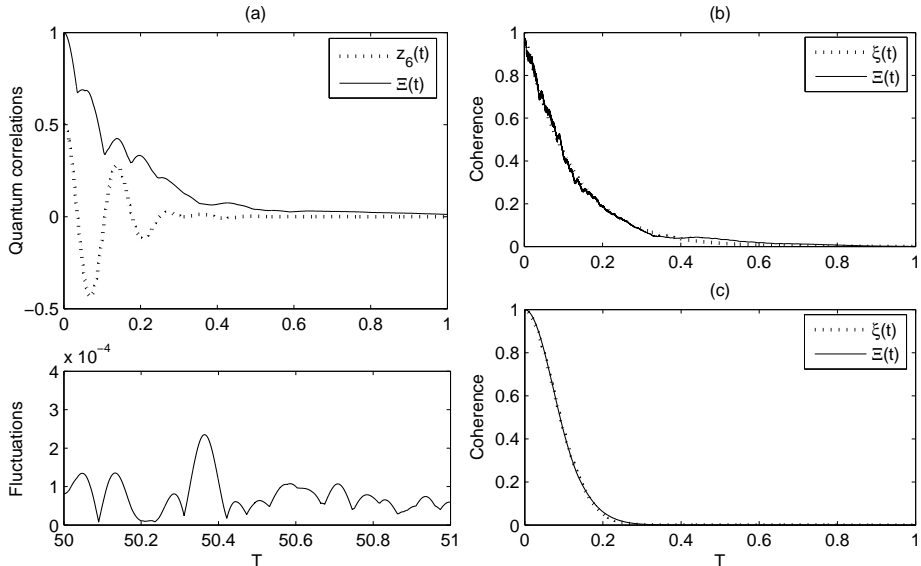 (a)
Quantum correlations
1
0.5
0
−0.5
z6(t)
Ξ(t)
0
0.2
0.4
0.6
0.8
1
x 10−4
Fluctuations
4
3
2
1
0
50
50.2
50.4
50.6
50.8
51
T
(b)
Coherence
1
0.8
0.6
0.4
0.2
0
ξ(t)
Ξ(t)
0
0.2
0.4
0.6
0.8
1
(c)
Coherence
1
0.8
0.6
0.4
0.2
0
ξ(t)
Ξ(t)
0
0.2
0.4
0.6
0.8
1
T